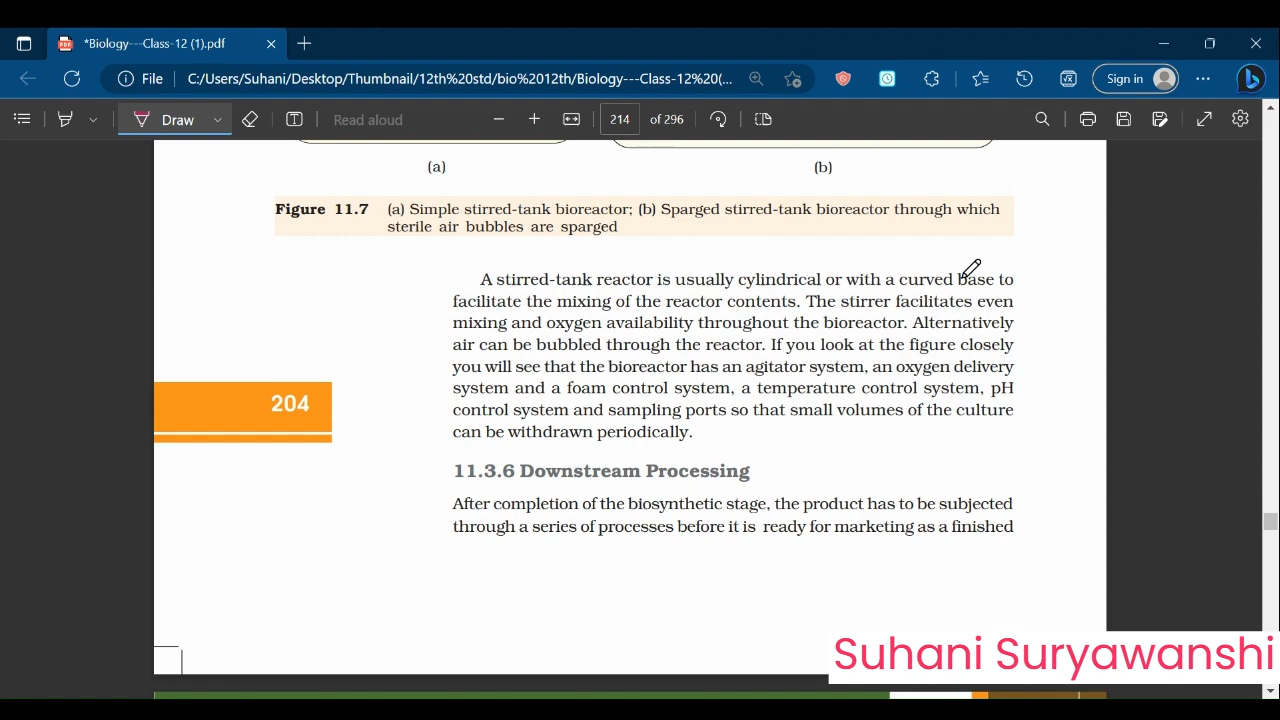 *Biology---Class-12 (1).pdf
File
C:/Users/Suhani/Desktop/Thumbnail/12th%20std/bio%2012th/Biology---Class-12%20(...
Sign in
Draw
Read aloud
214 of 296
(a) (b)
Figure 11.7 (a) Simple stirred-tank bioreactor; (b) Sparged stirred-tank bioreactor through which
sterile air bubbles are sparged
A stirred-tank reactor is usually cylindrical or with a curved base to
facilitate the mixing of the reactor contents. The stirrer facilitates even
mixing and oxygen availability throughout the bioreactor. Alternatively
air can be bubbled through the reactor. If you look at the figure closely
you will see that the bioreactor has an agitator system, an oxygen delivery
system and a foam control system, a temperature control system, pH
control system and sampling ports so that small volumes of the culture
can be withdrawn periodically.
204
11.3.6 Downstream Processing
After completion of the biosynthetic stage, the product has to be subjected
through a series of processes before it is ready for marketing as a finished
Suhani Suryawanshi